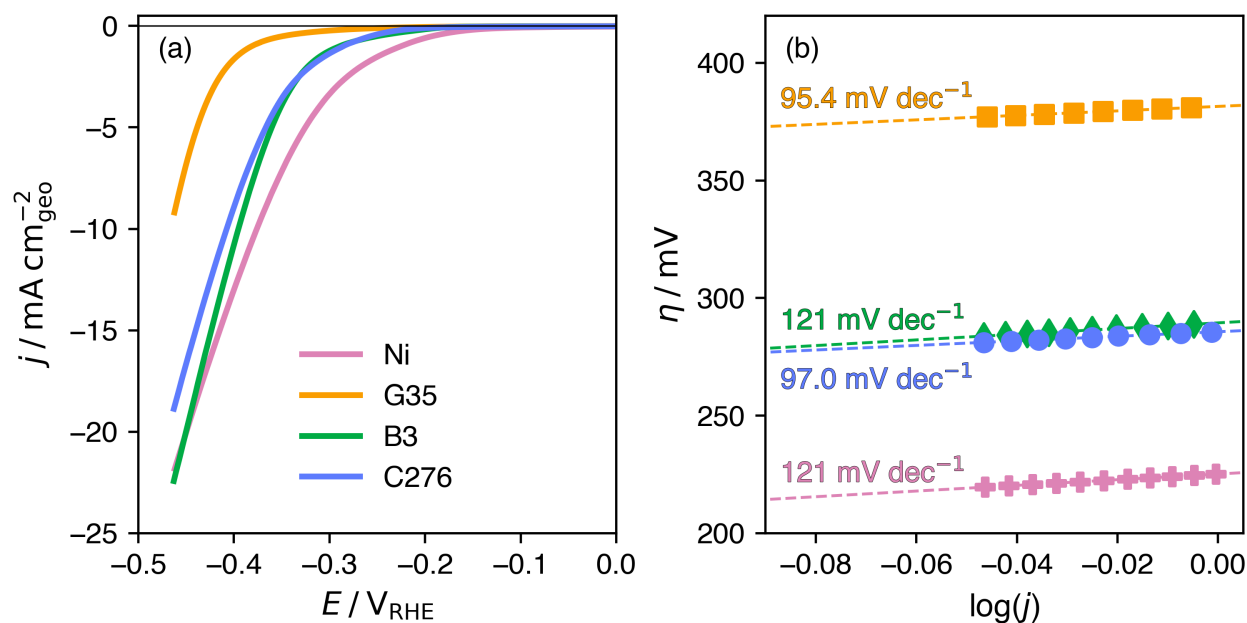 (a)
0
−5
−10
−15
−20
−25
j / mA cm⁻²geo
−0.5
−0.4
−0.3
−0.2
−0.1
0.0
E / VRHE
Ni
G35
B3
C276
(b)
400
350
300
250
200
η / mV
95.4 mV dec⁻¹
121 mV dec⁻¹
97.0 mV dec⁻¹
121 mV dec⁻¹
−0.08
−0.06
−0.04
−0.02
0.00
log(j)